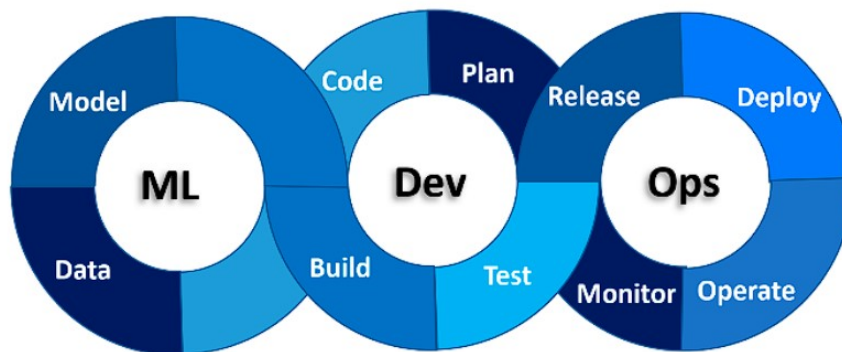 Model
Data
ML
Code
Plan
Dev
Build
Test
Release
Deploy
Ops
Monitor
Operate